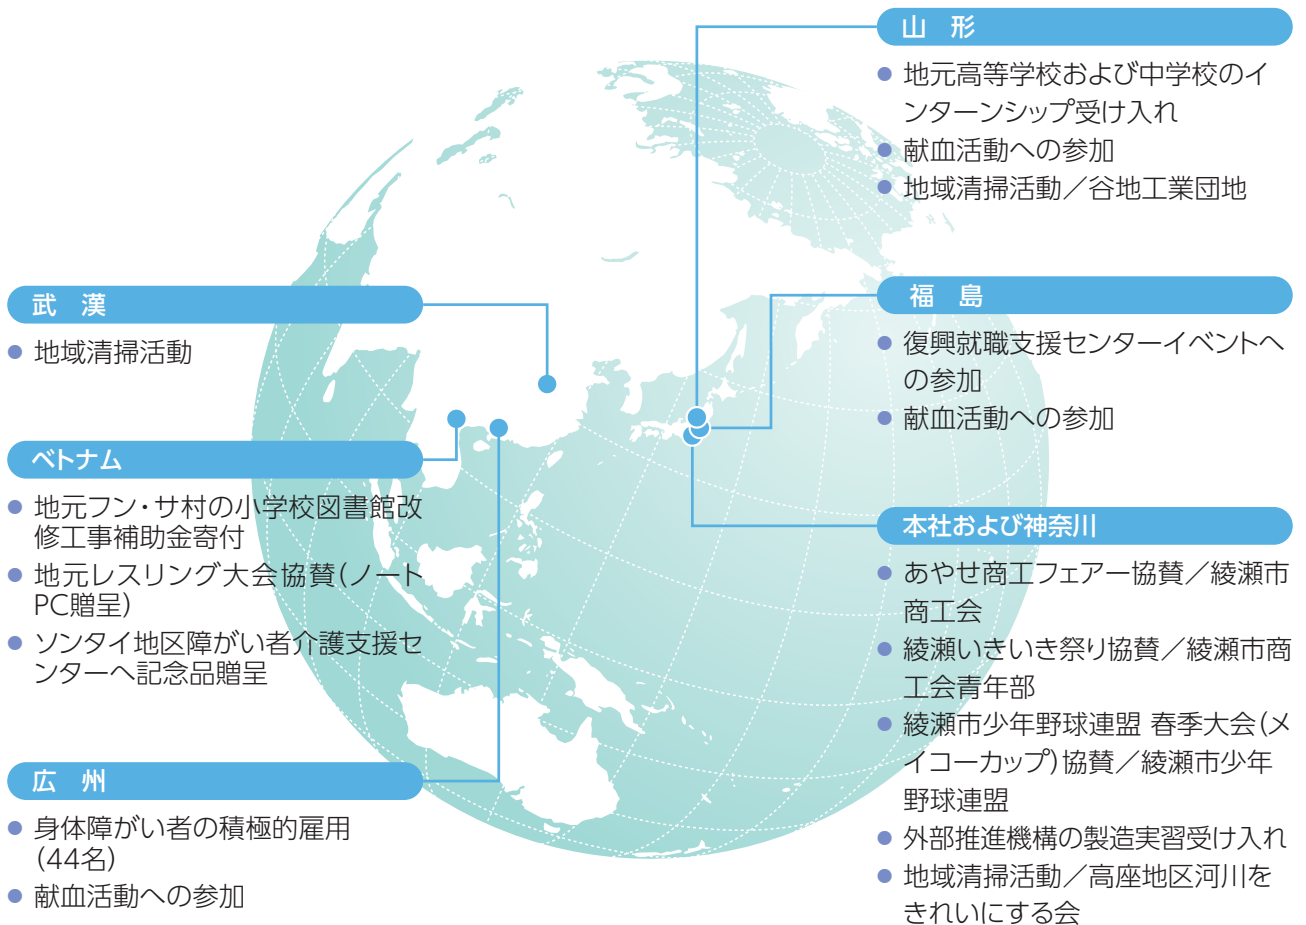 武　漢
地域清掃活動
ベトナム
地元フン・サ村の小学校図書館改
修工事補助金寄付
地元レスリング大会協賛（ノート
PC贈呈）
ソンタイ地区障がい者介護支援セ
ンターへ記念品贈呈
広　州
身体障がい者の積極的雇用
（44名）
献血活動への参加
山　形
地元高等学校および中学校のイ
ンターンシップ受け入れ
献血活動への参加
地域清掃活動／谷地工業団地
福　島
復興就職支援センターイベントへ
の参加
献血活動への参加
本社および神奈川
あやせ商工フェアー協賛／綾瀬市
商工会
綾瀬いきいき祭り協賛／綾瀬市商
工会青年部
綾瀬市少年野球連盟 春季大会（メ
イコーカップ）協賛／綾瀬市少年
野球連盟
外部推進機構の製造実習受け入れ
地域清掃活動／高座地区河川を
きれいにする会